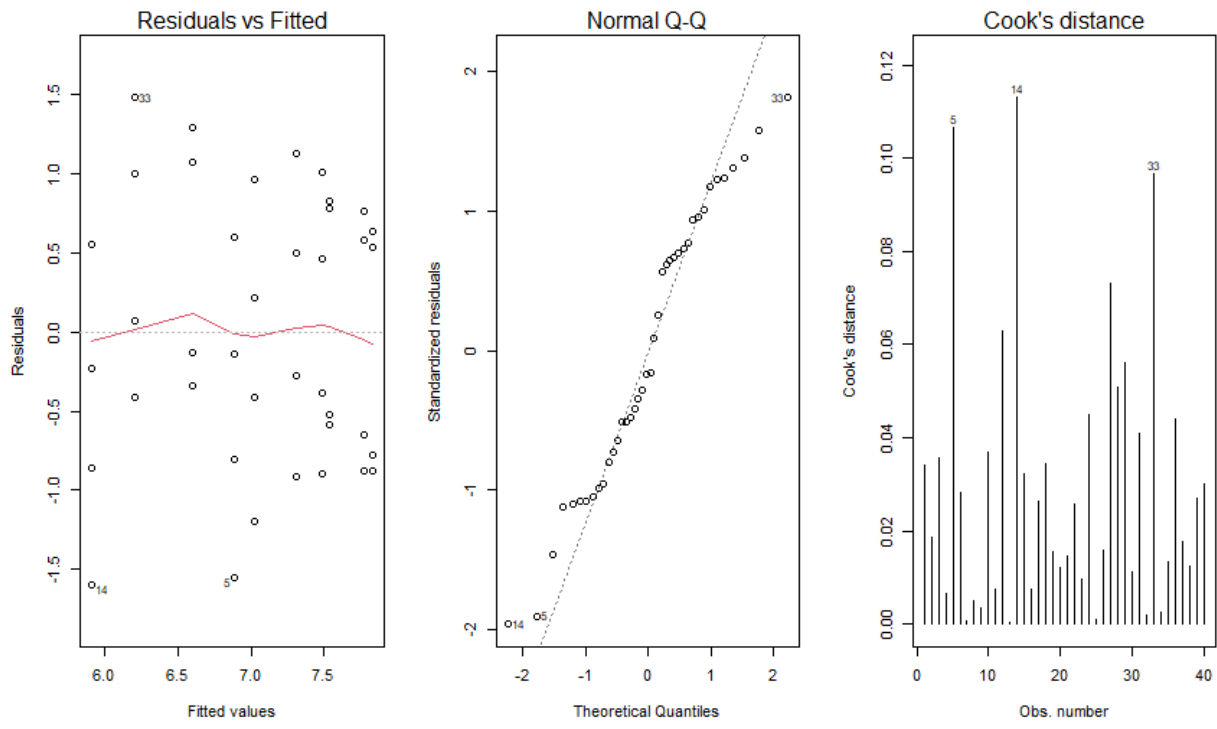 Residuals vs Fitted
Residuals
1.5
1.0
0.5
0.0
-0.5
-1.0
-1.5
33
14
5
6.0 6.5 7.0 7.5
Fitted values
Normal Q-Q
Standardized residuals
2
1
0
-1
-2
33
14
5
-2 -1 0 1 2
Theoretical Quantiles
Cook's distance
Cook's distance
0.12
0.10
0.08
0.06
0.04
0.02
0.00
5
14
33
0 10 20 30 40
Obs. number